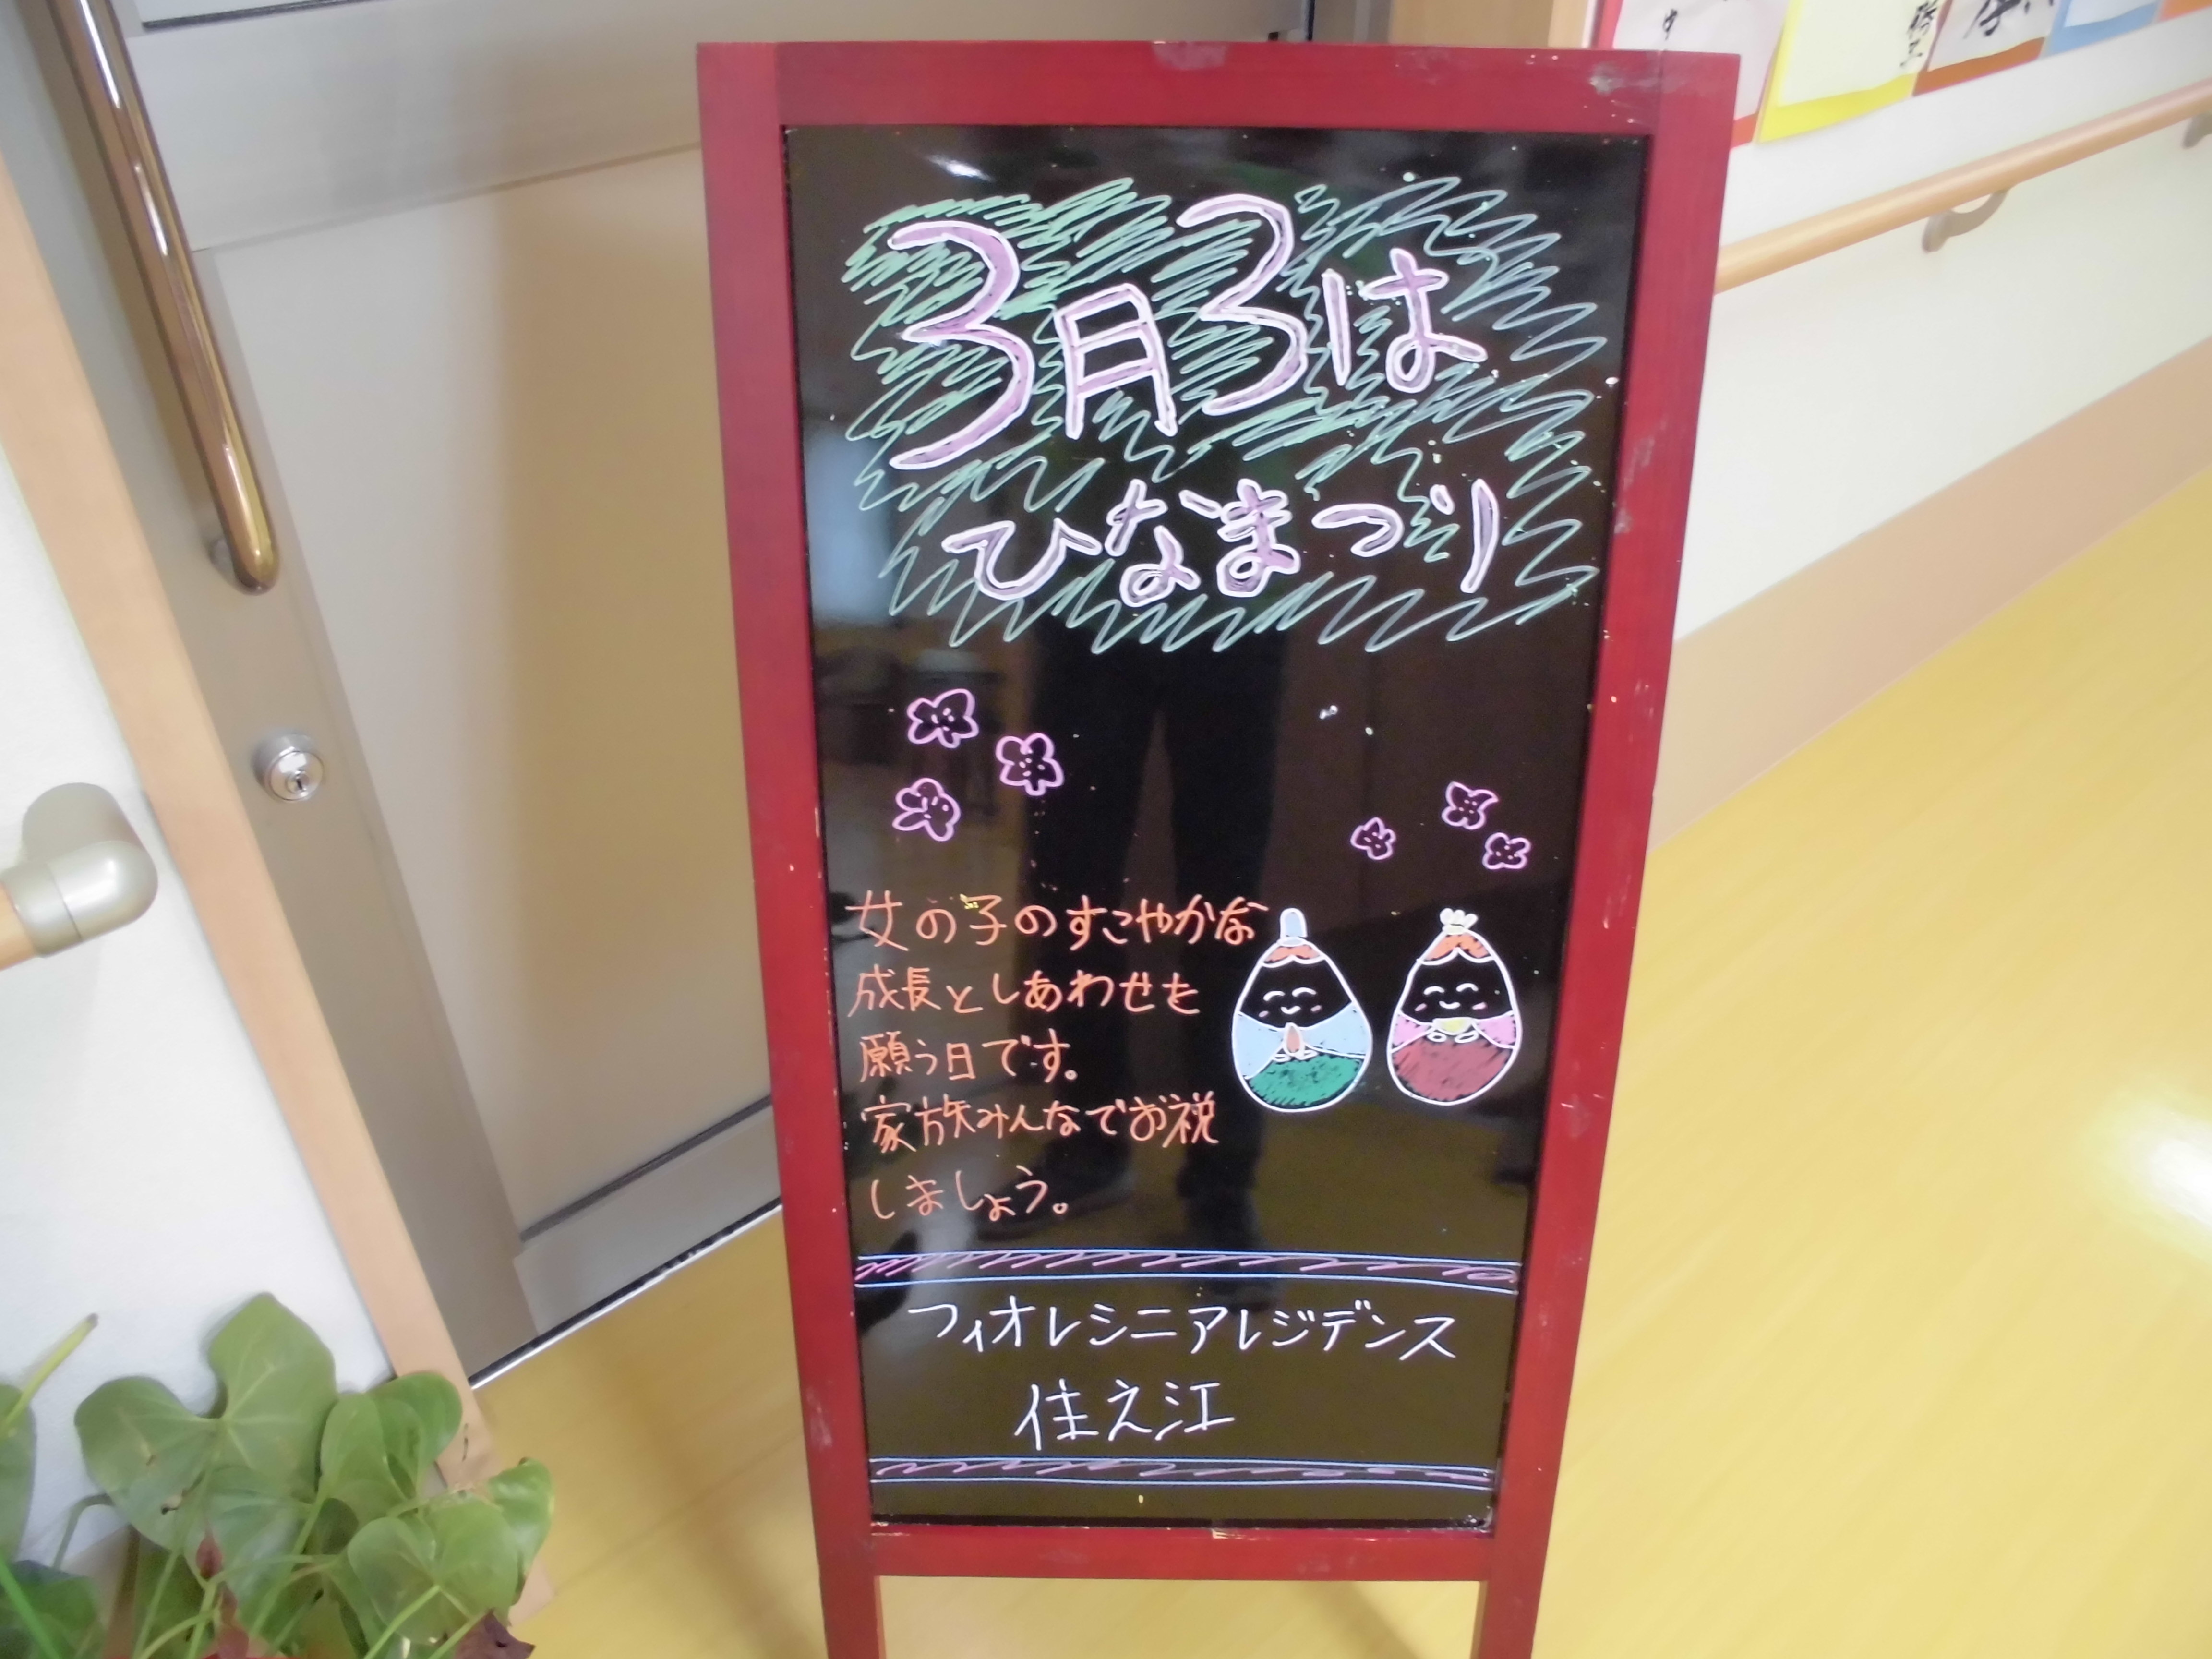 3月3は
ひなまつり
女の子のすこやかな
成長としあわせを
願う日です。
家族みんなでお祝
しましょう。
フィオレシニアレジデンス
住之江